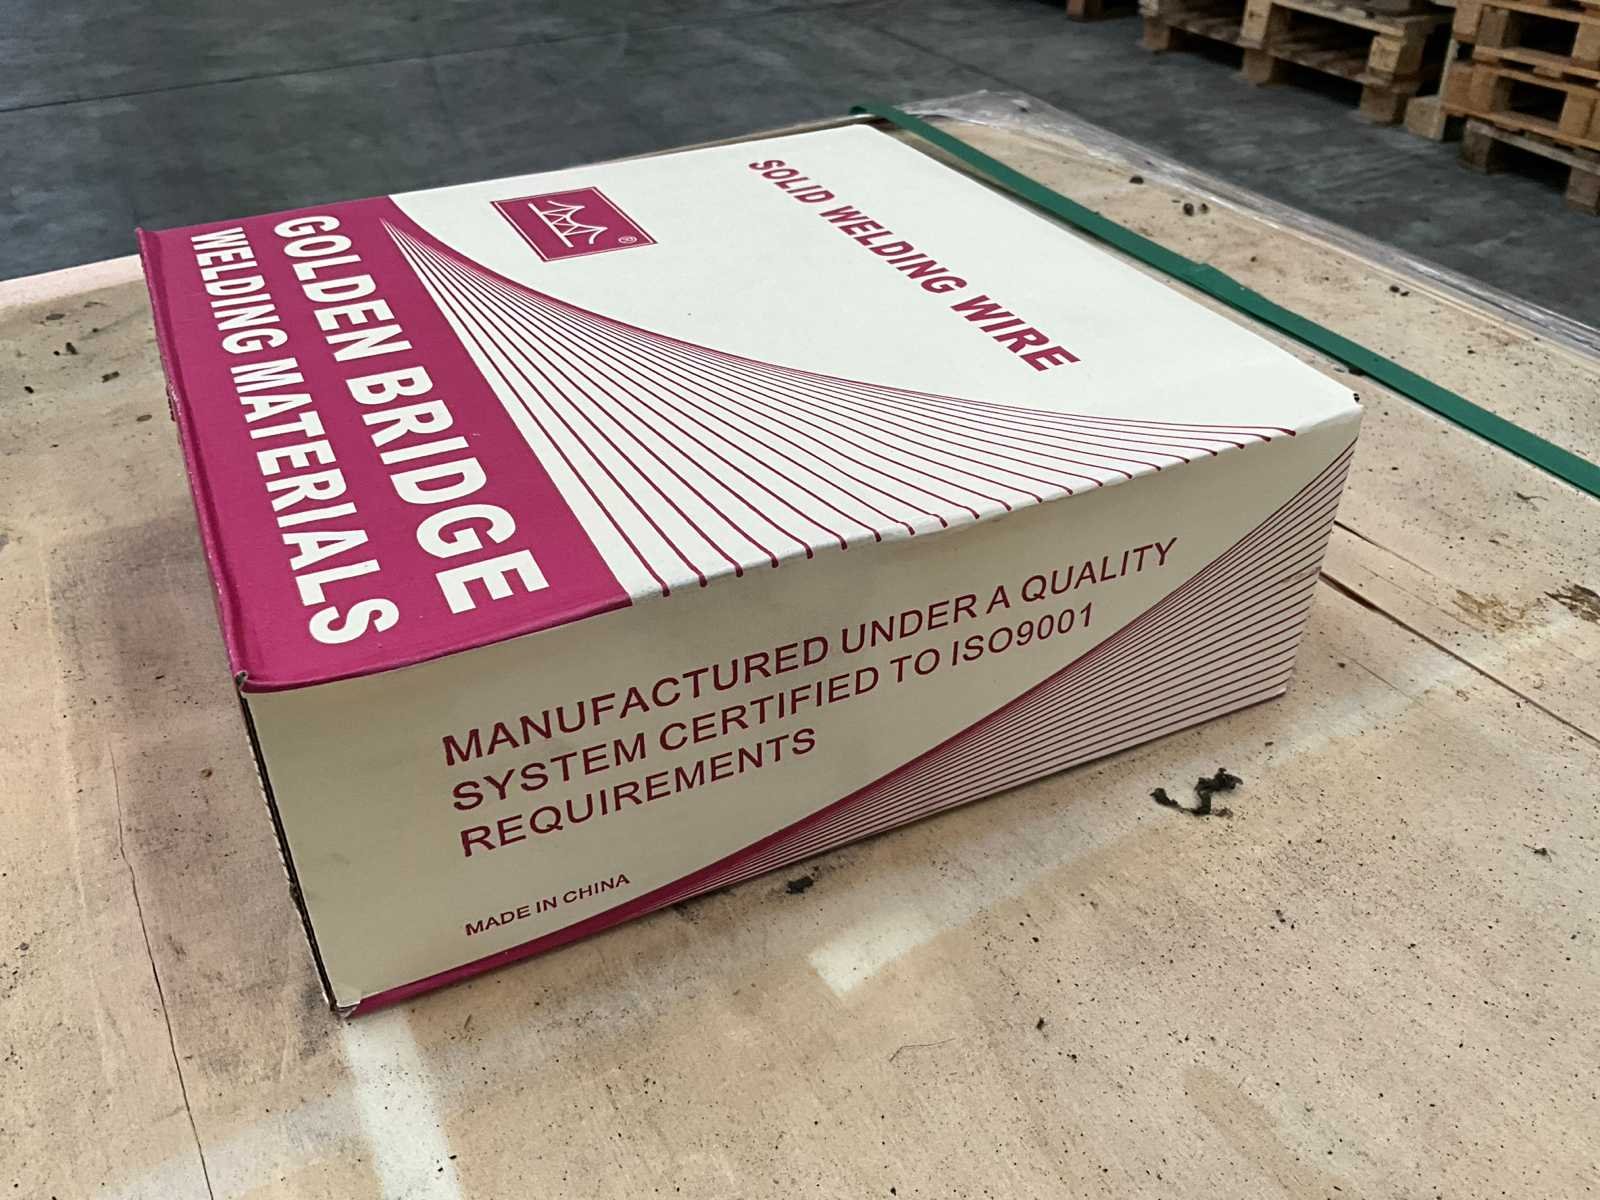 GOLDEN BRIDGE
WELDING MATERIALS
®
SOLID WELDING WIRE
MANUFACTURED UNDER A QUALITY
SYSTEM CERTIFIED TO ISO9001
REQUIREMENTS
MADE IN CHINA